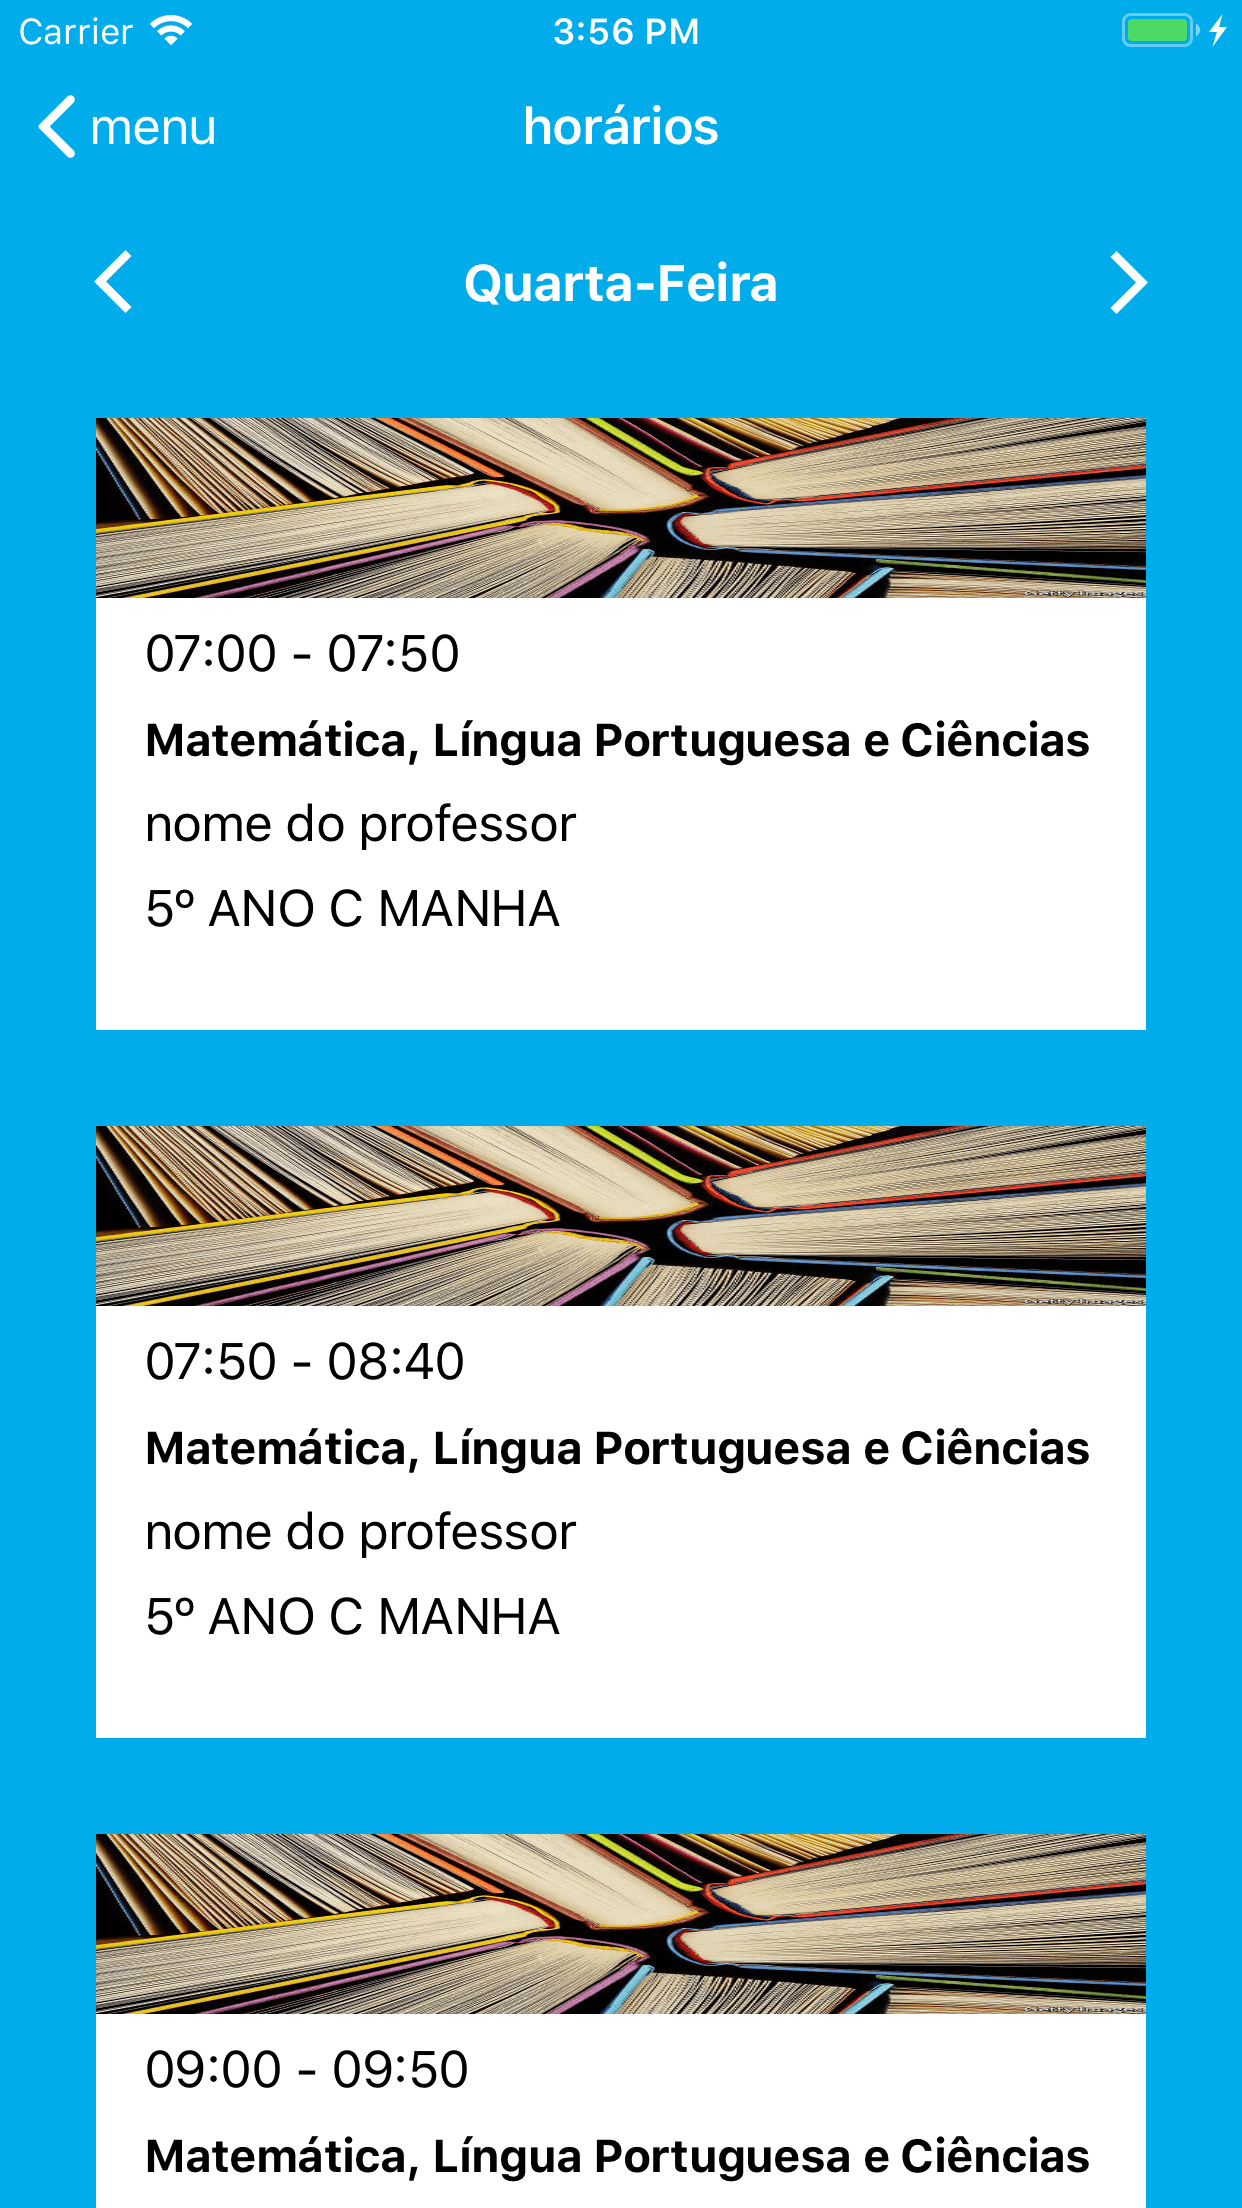 Carrier 3:56 PM
menu horários
Quarta-Feira
07:00 - 07:50
Matemática, Língua Portuguesa e Ciências
nome do professor
5º ANO C MANHA
07:50 - 08:40
Matemática, Língua Portuguesa e Ciências
nome do professor
5º ANO C MANHA
09:00 - 09:50
Matemática, Língua Portuguesa e Ciências